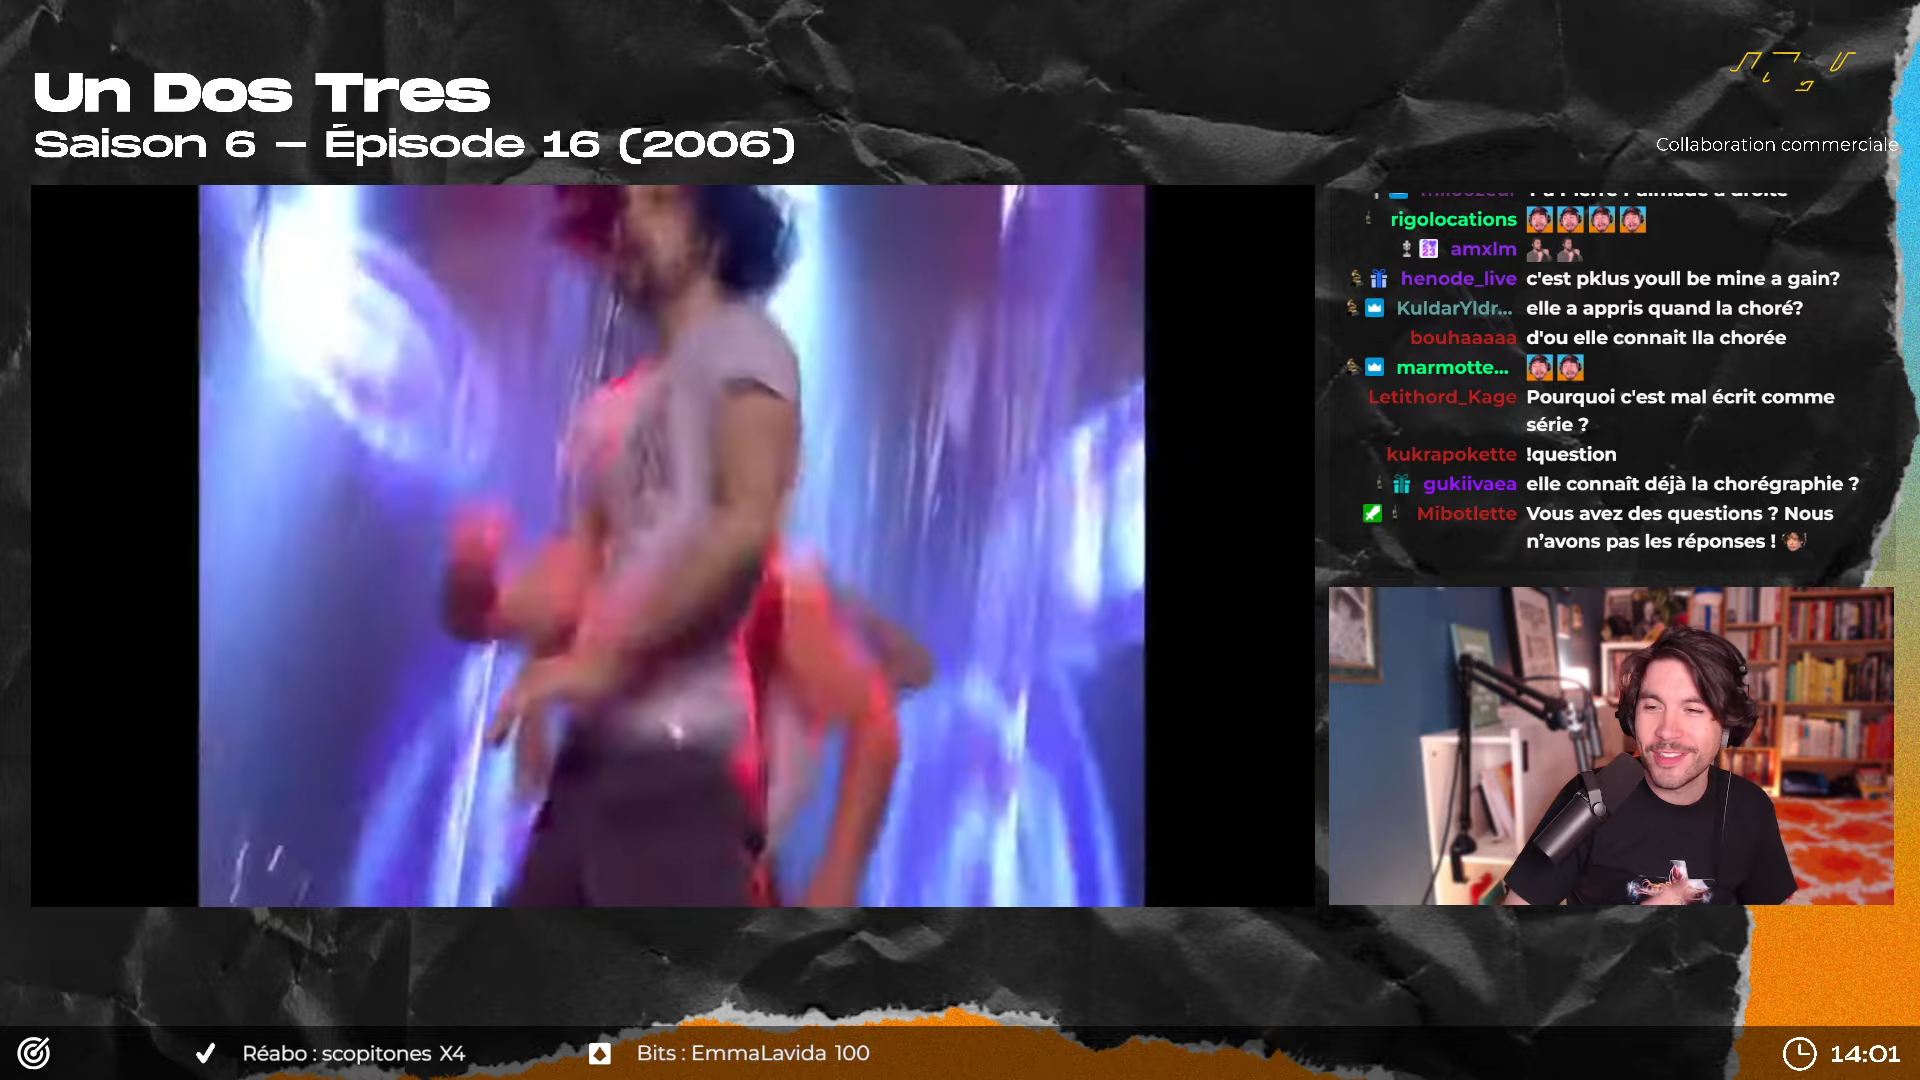 Un Dos Tres
Saison 6 – Épisode 16 (2006)
Collaboration commerciale
rigolocations
amxlm
henode_live c'est pklus youll be mine a gain?
KuldarYldr... elle a appris quand la choré?
bouhaaaaa d'ou elle connait lla chorée
marmotte...
Letithord_Kage Pourquoi c'est mal écrit comme
série ?
kukrapokette !question
gukiivaea elle connaît déjà la chorégraphie ?
Mibotlette Vous avez des questions ? Nous
n'avons pas les réponses !
Réabo : scopitones X4
Bits : EmmaLavida 100
14:01